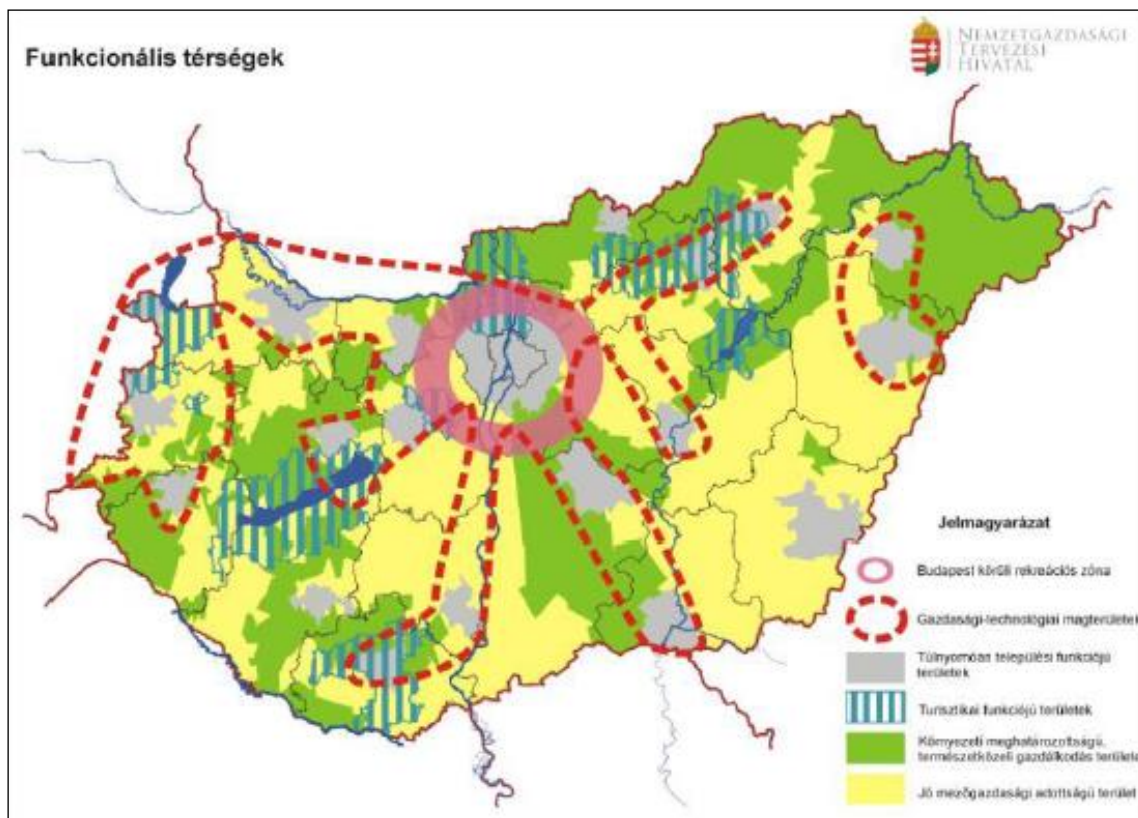 Funkcionális térségek
NEMZETGAZDASÁGI
TERVEZÉSI
HIVATAL
Jelmagyarázat
Budapest körüli rekreációs zóna
Gazdasági-technológiai magterületek
Túlnyomóan települési funkciójú
területek
Turisztikai funkciójú területek
Környezeti meghatározottságú,
természetközeli gazdálkodás területe
Jó mezőgazdasági adottságú terület